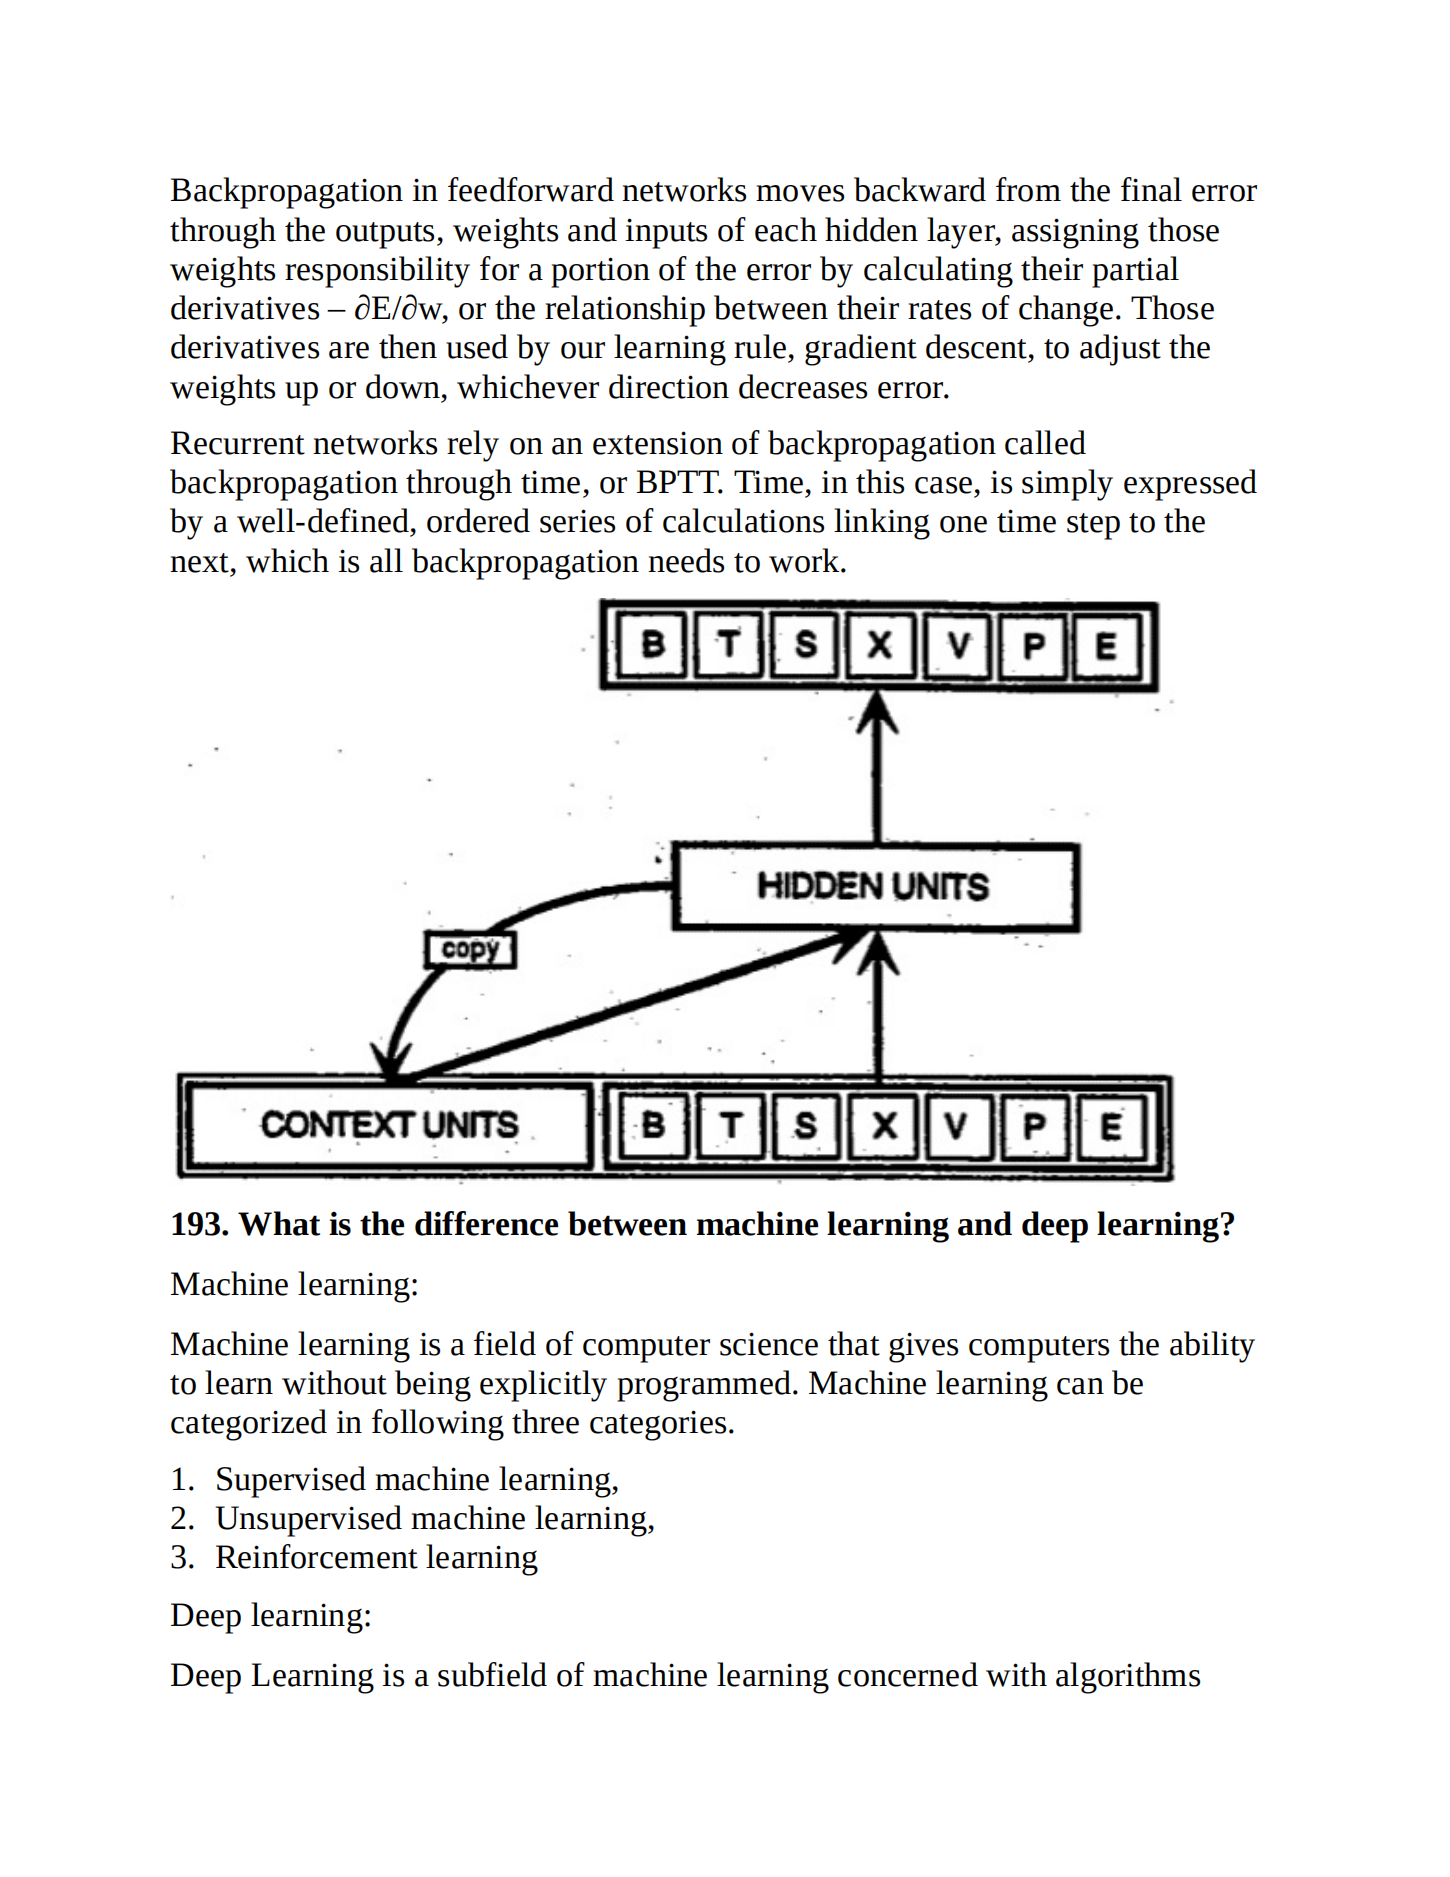 Backpropagation in feedforward networks moves backward from the final error
through the outputs, weights and inputs of each hidden layer, assigning those
weights responsibility for a portion of the error by calculating their partial
derivatives – ∂E/∂w, or the relationship between their rates of change. Those
derivatives are then used by our learning rule, gradient descent, to adjust the
weights up or down, whichever direction decreases error.
Recurrent networks rely on an extension of backpropagation called
backpropagation through time, or BPTT. Time, in this case, is simply expressed
by a well-defined, ordered series of calculations linking one time step to the
next, which is all backpropagation needs to work.
B T S X V P E
HIDDEN UNITS
copy
CONTEXT UNITS B T S X V P E
193. What is the difference between machine learning and deep learning?
Machine learning:
Machine learning is a field of computer science that gives computers the ability
to learn without being explicitly programmed. Machine learning can be
categorized in following three categories.
1. Supervised machine learning,
2. Unsupervised machine learning,
3. Reinforcement learning
Deep learning:
Deep Learning is a subfield of machine learning concerned with algorithms